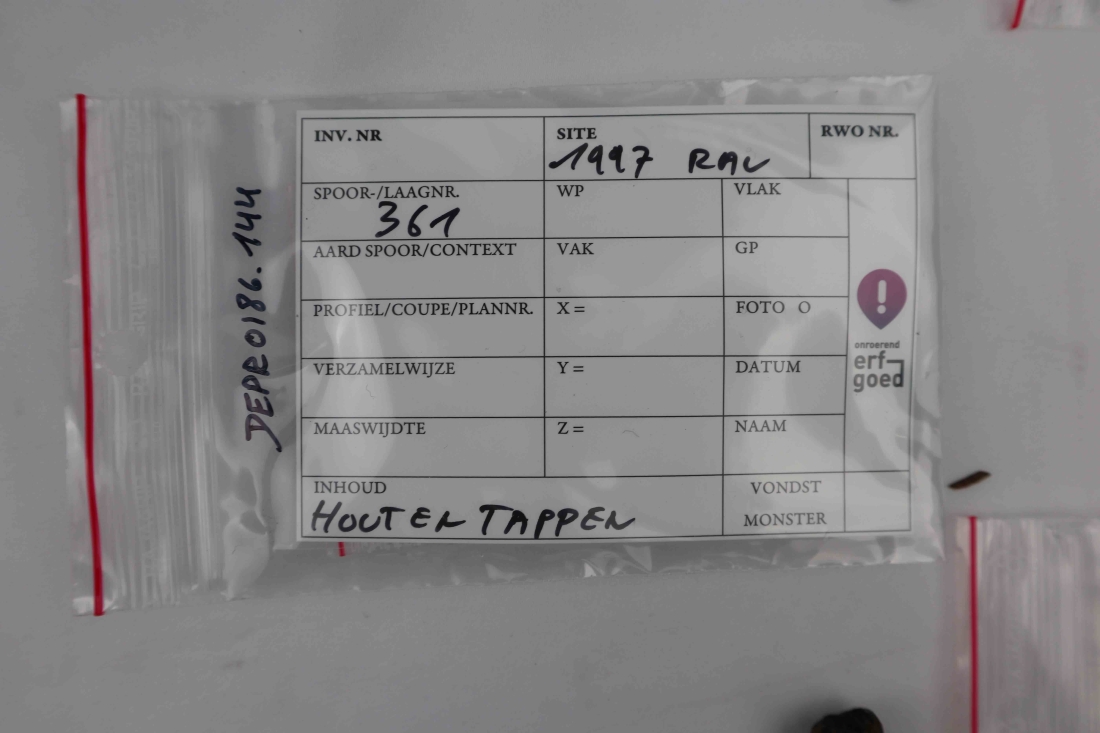 DEPR0186.144
INV. NR
SITE
1997 RAV
RWO NR.
SPOOR-/LAAGNR.
361
WP
VLAK
AARD SPOOR/CONTEXT
VAK
GP
PROFIEL/COUPE/PLANNR.
X =
FOTO O
VERZAMELWIJZE
Y =
DATUM
MAASWIJDTE
Z =
NAAM
onroerend
erf
goed
INHOUD
HOUTEN TAPPEN
VONDST
MONSTER